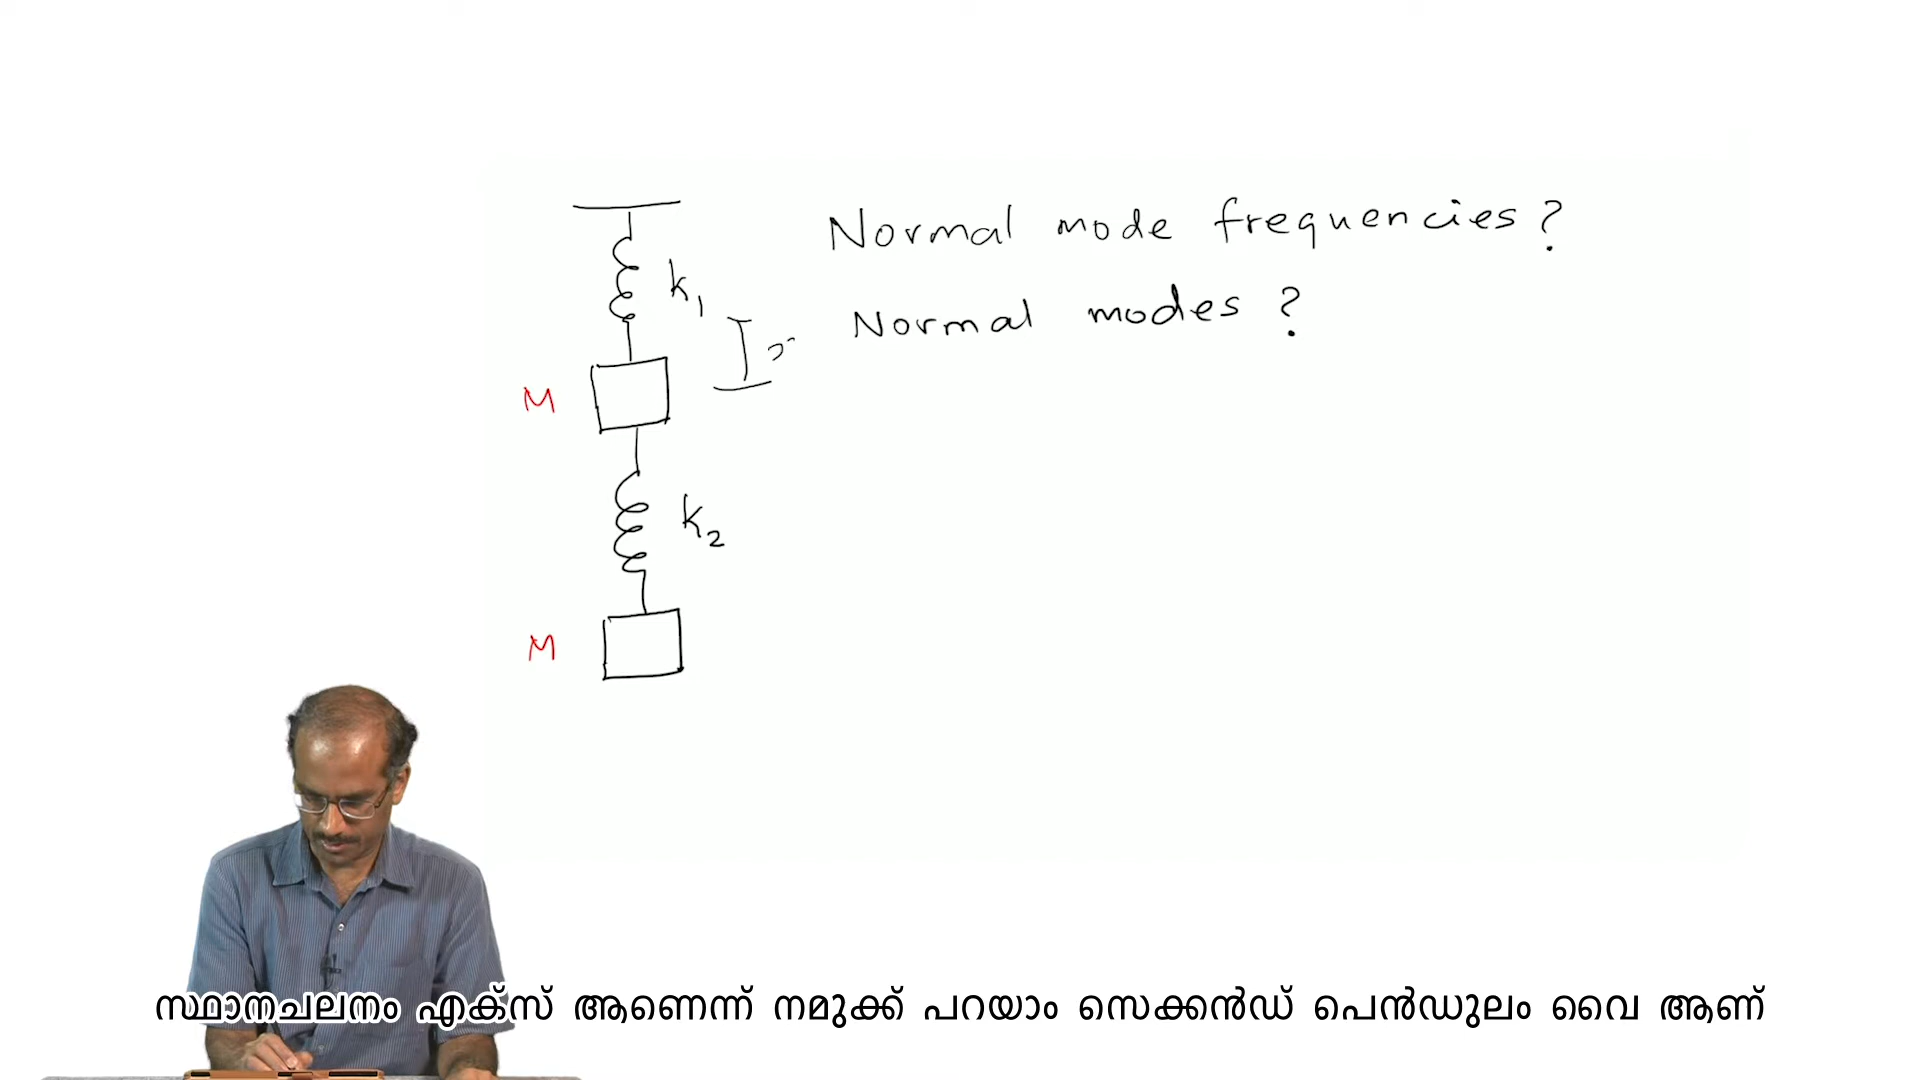 Normal mode frequencies?
k1
Normal modes ?
M
k2
M
സ്ഥാനചലനം എക്സ് ആണെന്ന് നമുക്ക് പറയാം സെക്കൻഡ് പെൻഡുലം വൈ ആണ്